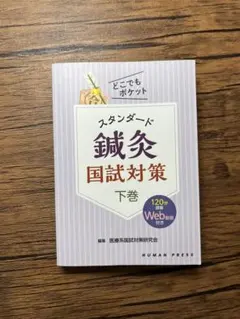 どこでも
ポケット
スタンダード
鍼灸
国試対策
下巻
120分
講義
Web動画
付き
編集 医療系国試対策研究会
HUMAN PRESS